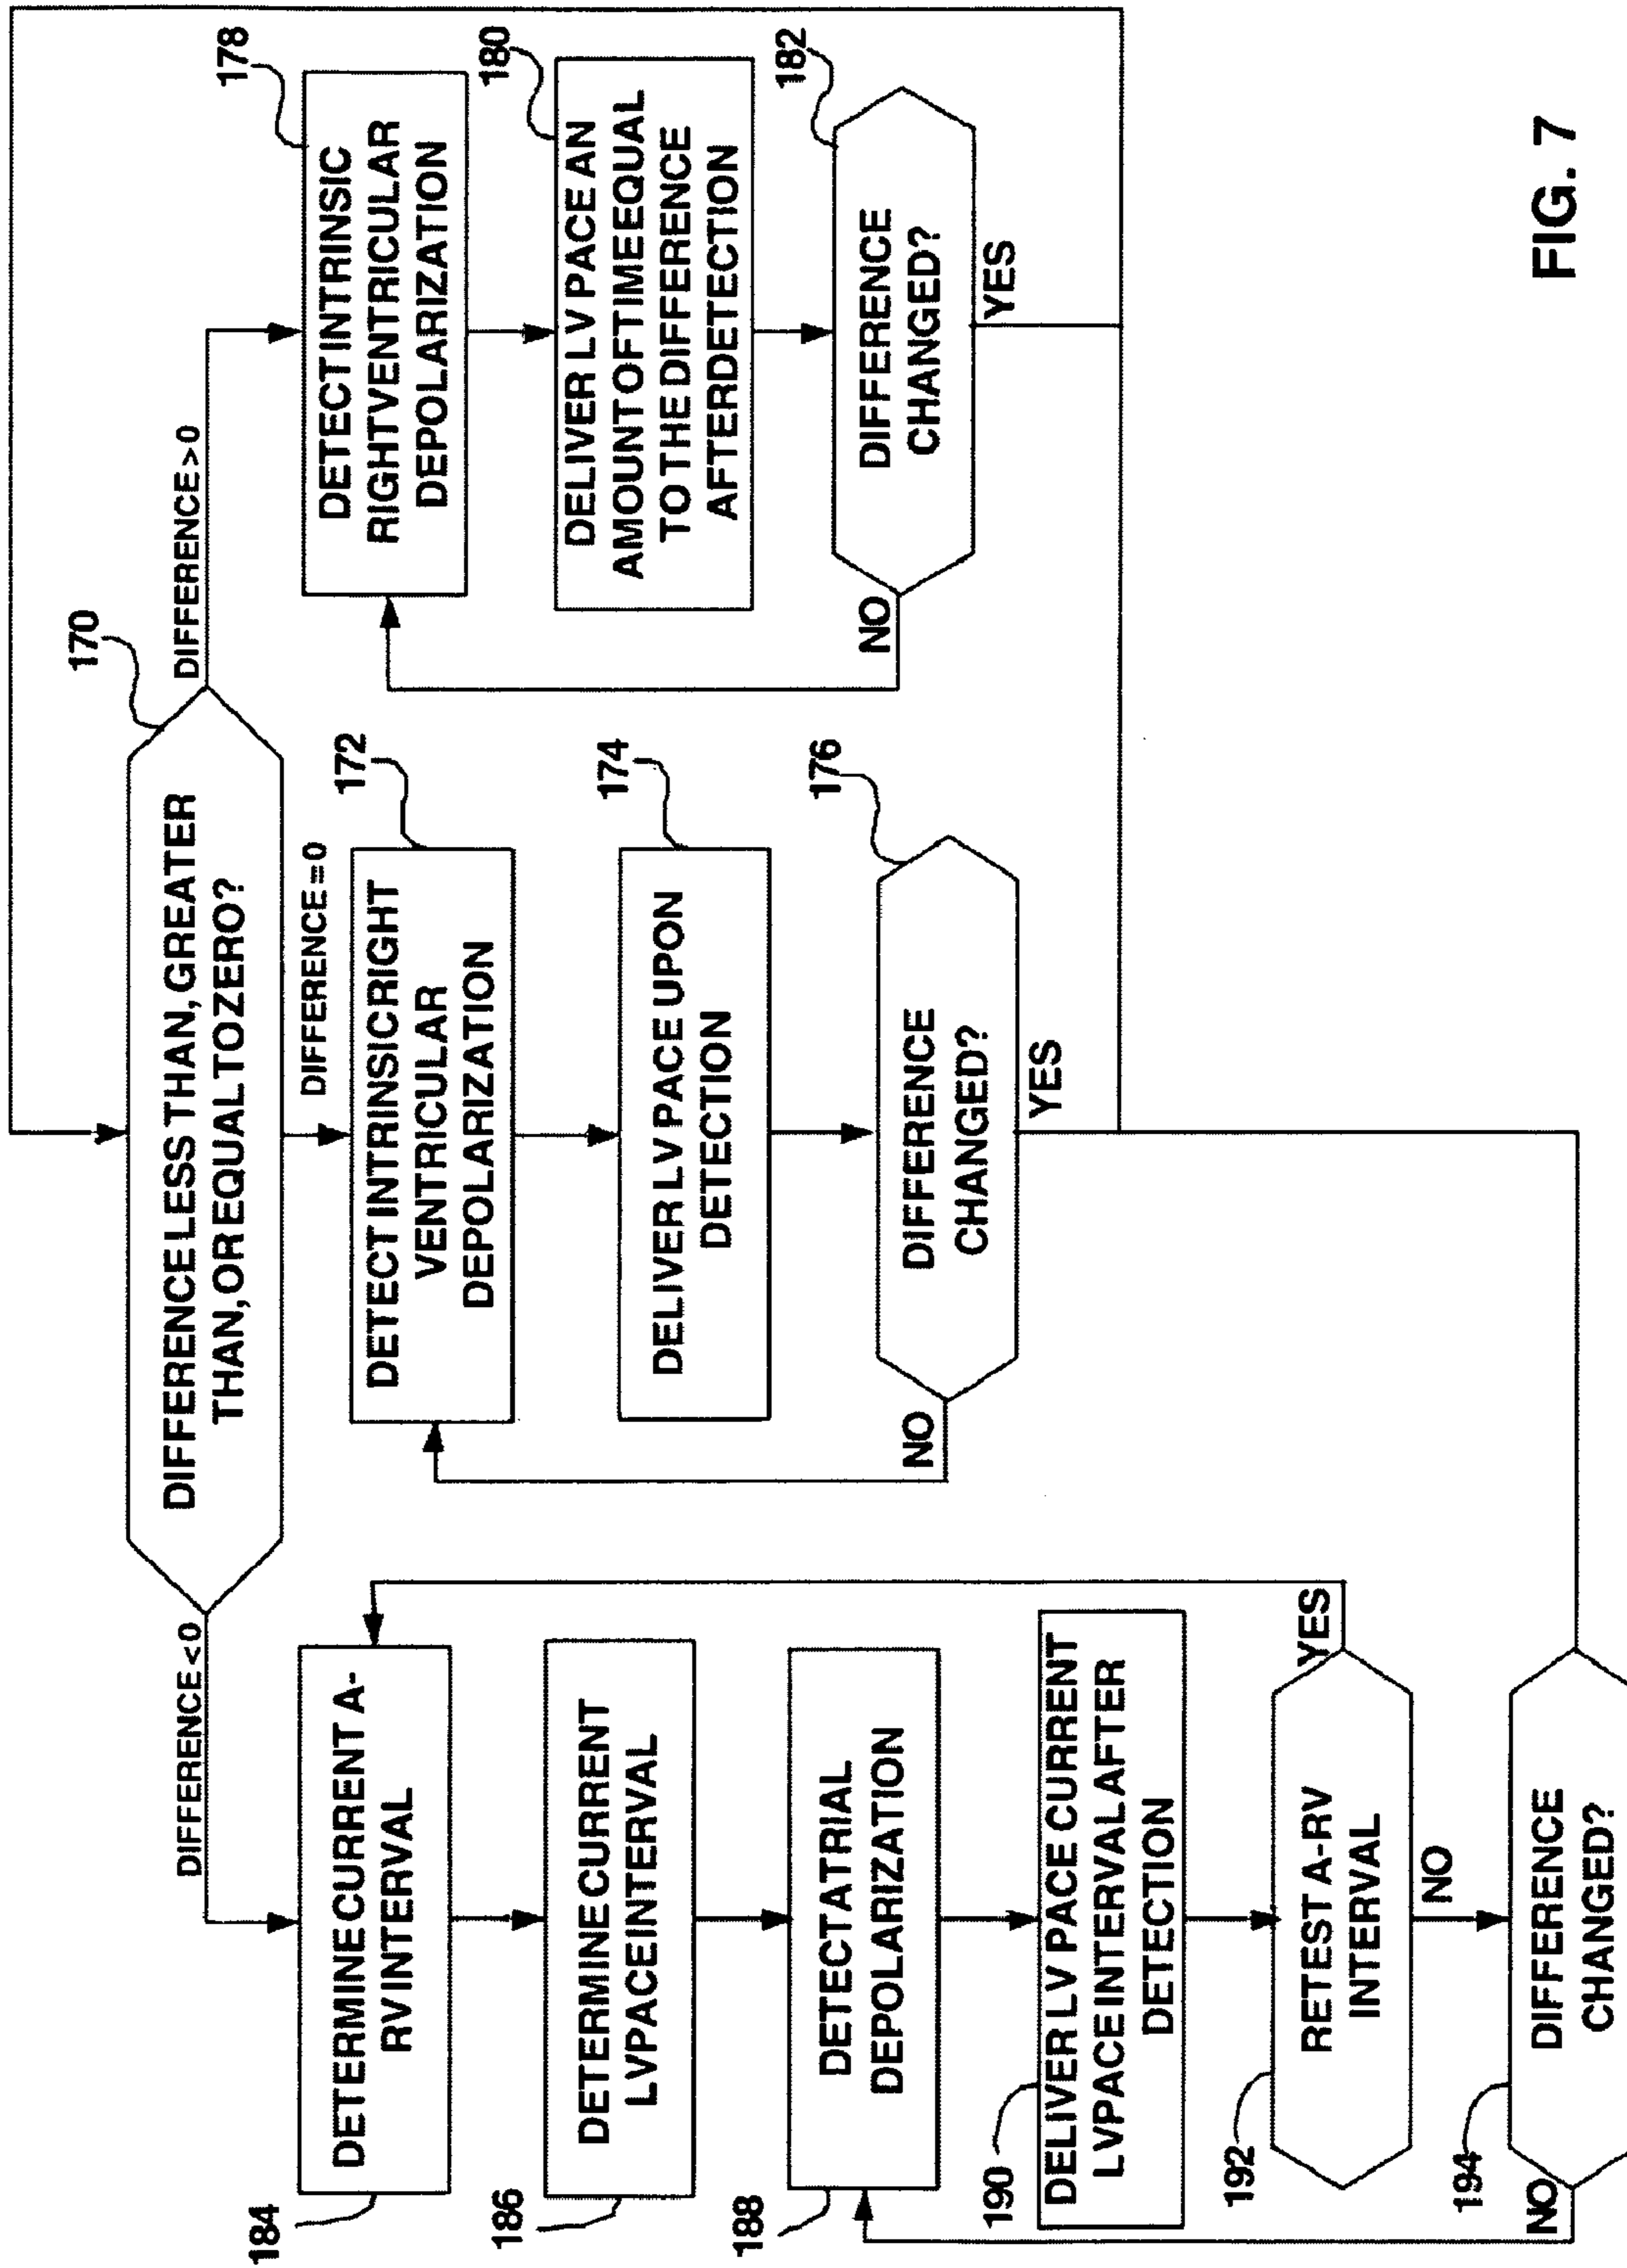 170
DIFFERENCE LESS THAN, GREATER
THAN, OR EQUAL TO ZERO?
DIFFERENCE < 0
DIFFERENCE = 0
DIFFERENCE > 0
184
DETERMINE CURRENT A-
RV INTERVAL
186
DETERMINE CURRENT
LV PACE INTERVAL
188
DETECT ATRIAL
DEPOLARIZATION
190
DELIVER LV PACE CURRENT
LV PACE INTERVAL AFTER
DETECTION
192
RETEST A-RV
INTERVAL
YES
NO
194
DIFFERENCE
CHANGED?
NO
172
DETECT INTRINSIC RIGHT
VENTRICULAR
DEPOLARIZATION
174
DELIVER LV PACE UPON
DETECTION
176
DIFFERENCE
CHANGED?
NO
YES
178
DETECT INTRINSIC
RIGHT VENTRICULAR
DEPOLARIZATION
180
DELIVER LV PACE AN
AMOUNT OF TIME EQUAL
TO THE DIFFERENCE
AFTER DETECTION
182
DIFFERENCE
CHANGED?
NO
YES
FIG. 7